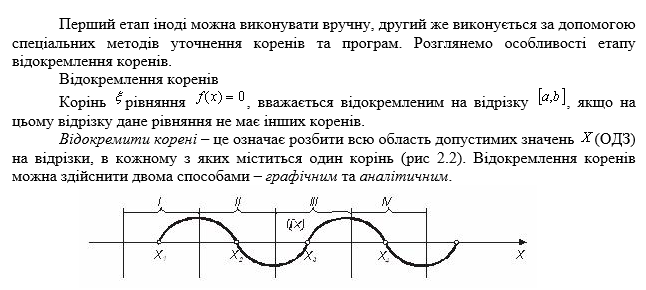 Перший етап іноді можна виконувати вручну, другий же виконується за допомогою
спеціальних методів уточнення коренів та програм. Розглянемо особливості етапу
відокремлення коренів.
Відокремлення коренів
Корінь ξ рівняння f(x) = 0, вважається відокремленим на відрізку [a,b], якщо на
цьому відрізку дане рівняння не має інших коренів.
Відокремити корені – це означає розбити всю область допустимих значень X (ОДЗ)
на відрізки, в кожному з яких міститься один корінь (рис 2.2). Відокремлення коренів
можна здійснити двома способами – графічним та аналітичним.
I II III IV
(x)
X₁ X₂ X₃ X₄ X